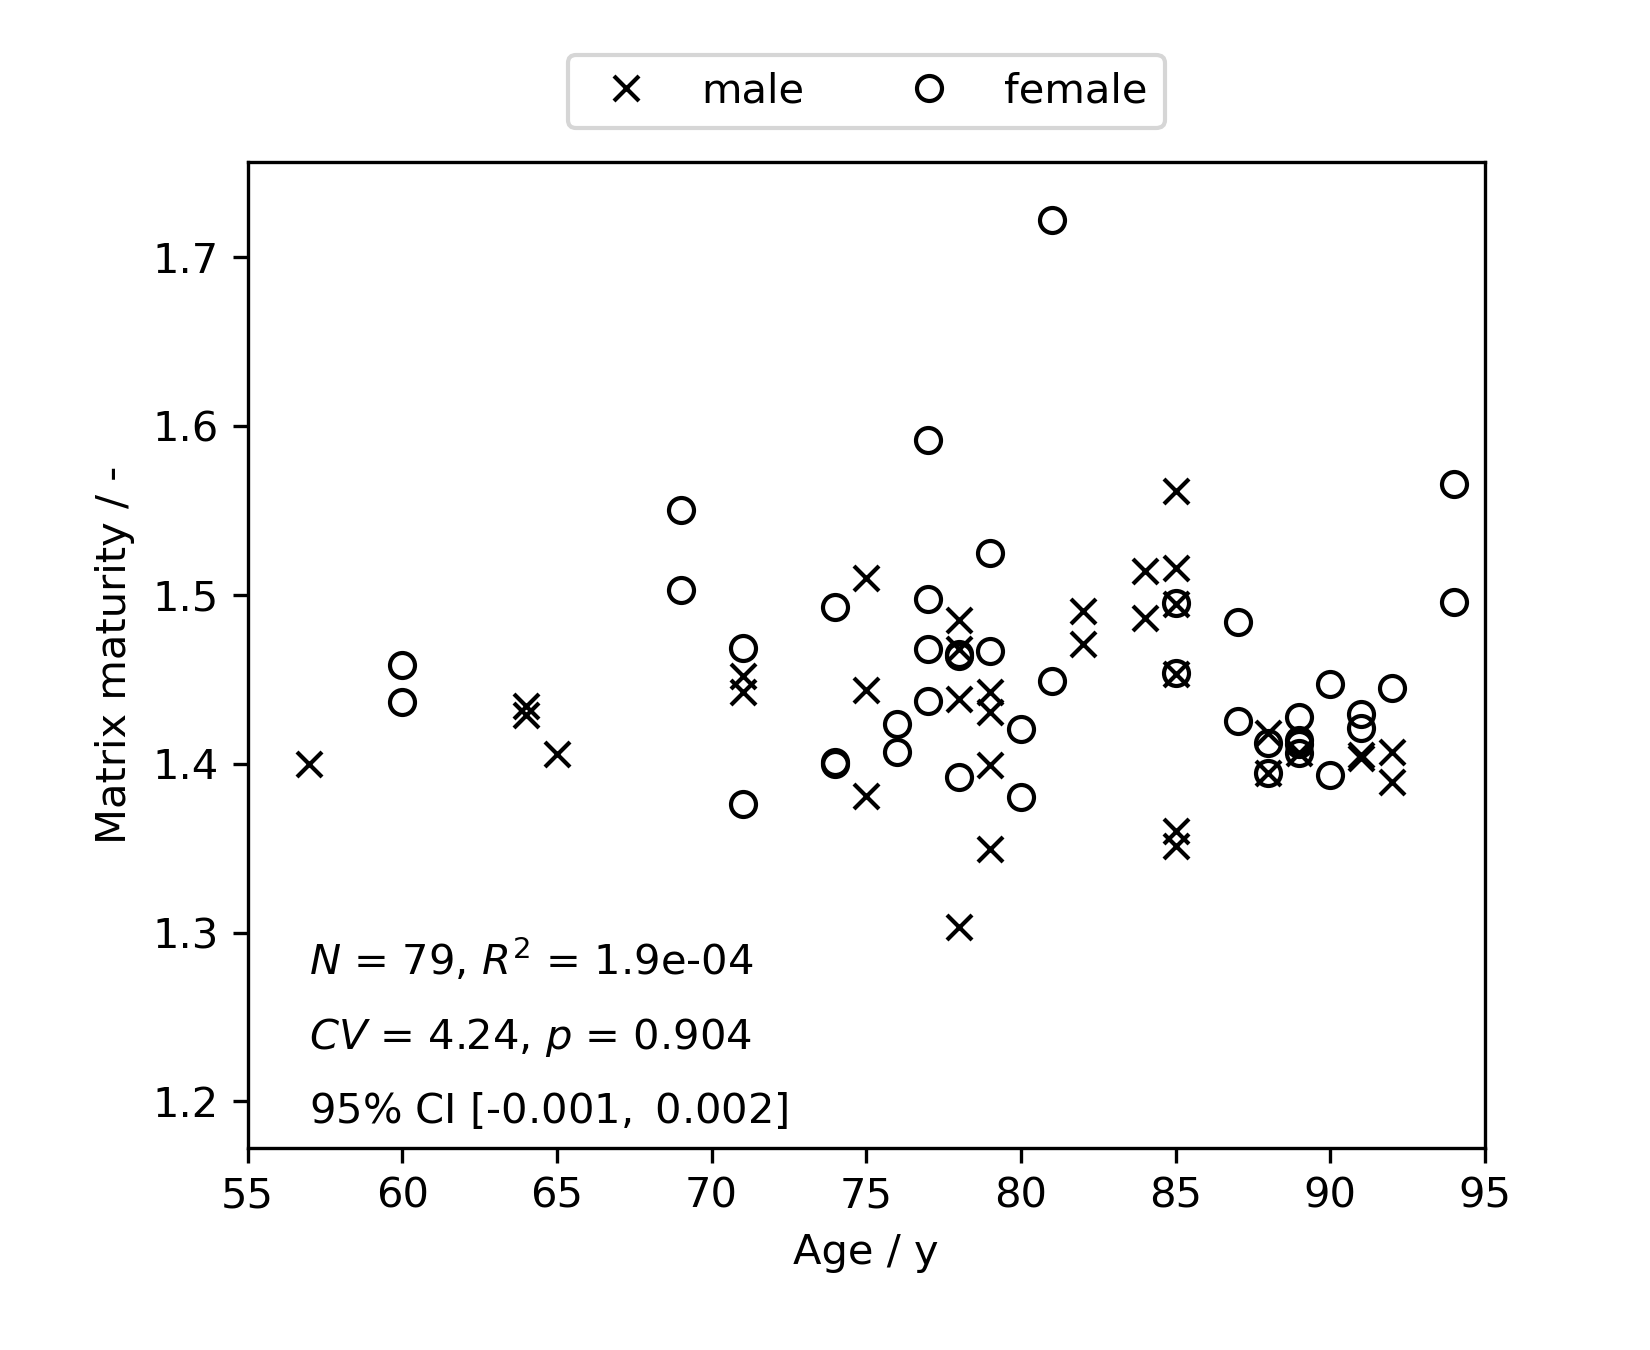 male female
1.7
1.6
1.5
1.4
1.3
1.2
Matrix maturity / -
N = 79, R² = 1.9e-04
CV = 4.24, p = 0.904
95% CI [-0.001, 0.002]
55 60 65 70 75 80 85 90 95
Age / y